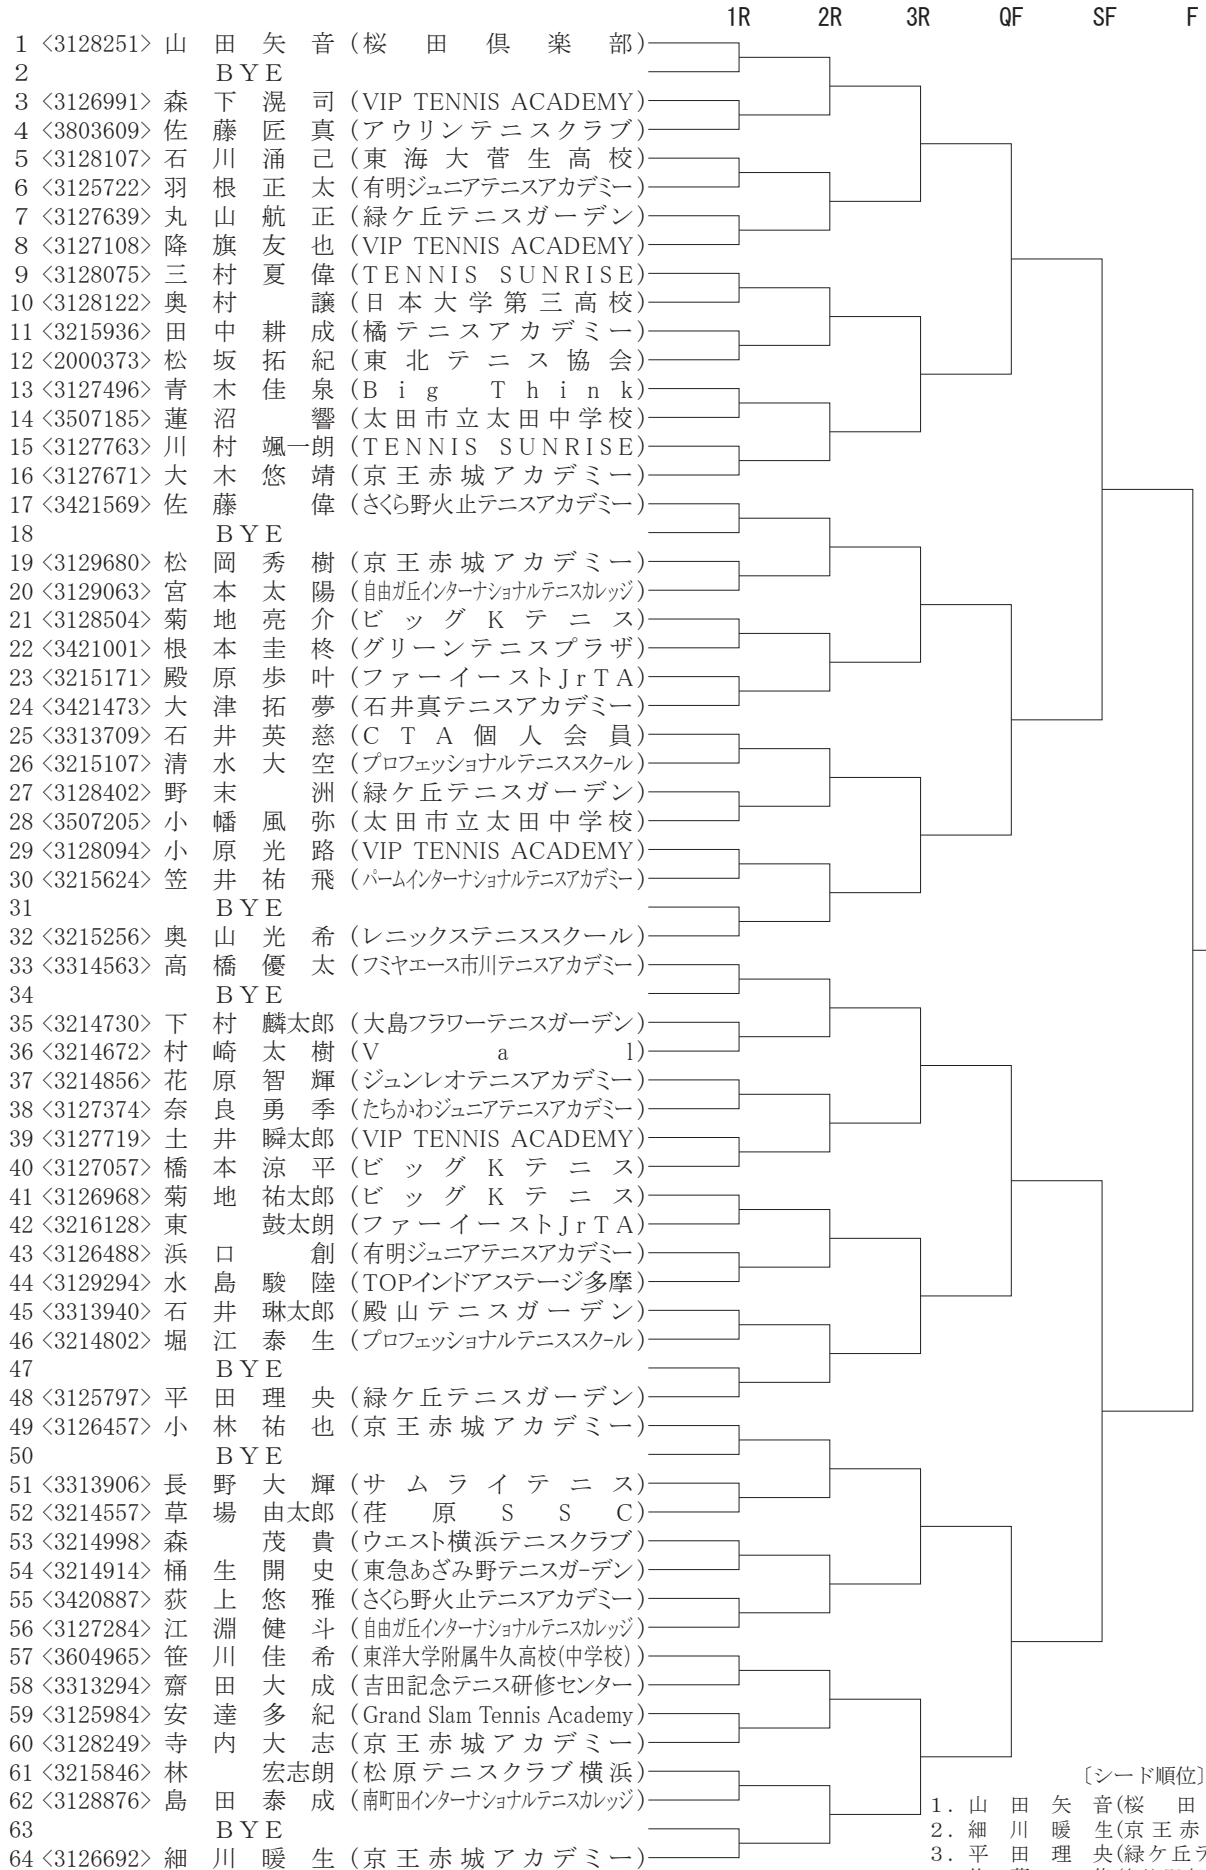 1R 2R 3R QF SF F
1 <3128251> 山田矢音 (桜田倶楽部)
2 BYE
3 <3126991> 森下滉司 (VIP TENNIS ACADEMY)
4 <3803609> 佐藤匠真 (アウリンテニスクラブ)
5 <3128107> 石川涌己 (東海大菅生高校)
6 <3125722> 羽根正太 (有明ジュニアテニスアカデミー)
7 <3127639> 丸山航正 (緑ケ丘テニスガーデン)
8 <3127108> 降旗友也 (VIP TENNIS ACADEMY)
9 <3128075> 三村夏偉 (TENNIS SUNRISE)
10 <3128122> 奥村譲 (日本大学第三高校)
11 <3215936> 田中耕成 (橘テニスアカデミー)
12 <2000373> 松坂拓紀 (東北テニス協会)
13 <3127496> 青木佳泉 (Big Think)
14 <3507185> 蓮沼響 (太田市立太田中学校)
15 <3127763> 川村颯一朗 (TENNIS SUNRISE)
16 <3127671> 大木悠靖 (京王赤城アカデミー)
17 <3421569> 佐藤偉 (さくら野火止テニスアカデミー)
18 BYE
19 <3129680> 松岡秀樹 (京王赤城アカデミー)
20 <3129063> 宮本太陽 (自由ガ丘インターナショナルテニスカレッジ)
21 <3128504> 菊地亮介 (ビッグKテニス)
22 <3421001> 根本圭柊 (グリーンテニスプラザ)
23 <3215171> 殿原歩叶 (ファーイーストJrTA)
24 <3421473> 大津拓夢 (石井真テニスアカデミー)
25 <3313709> 石井英慈 (CTA個人会員)
26 <3215107> 清水大空 (プロフェッショナルテニススクール)
27 <3128402> 野末洲 (緑ケ丘テニスガーデン)
28 <3507205> 小幡風弥 (太田市立太田中学校)
29 <3128094> 小原光路 (VIP TENNIS ACADEMY)
30 <3215624> 笠井祐飛 (パームインターナショナルテニスアカデミー)
31 BYE
32 <3215256> 奥山光希 (レニックステニススクール)
33 <3314563> 高橋優太 (フミヤエース市川テニスアカデミー)
34 BYE
35 <3214730> 下村麟太郎 (大島フラワーテニスガーデン)
36 <3214672> 村崎太樹 (Val)
37 <3214856> 花原智輝 (ジュンレオテニスアカデミー)
38 <3127374> 奈良勇季 (たちかわジュニアテニスアカデミー)
39 <3127719> 土井瞬太郎 (VIP TENNIS ACADEMY)
40 <3127057> 橋本涼平 (ビッグKテニス)
41 <3126968> 菊地祐太郎 (ビッグKテニス)
42 <3216128> 東鼓太朗 (ファーイーストJrTA)
43 <3126488> 浜口創 (有明ジュニアテニスアカデミー)
44 <3129294> 水島駿陸 (TOPインドアステージ多摩)
45 <3313940> 石井琳太郎 (殿山テニスガーデン)
46 <3214802> 堀江泰生 (プロフェッショナルテニススクール)
47 BYE
48 <3125797> 平田理央 (緑ケ丘テニスガーデン)
49 <3126457> 小林祐也 (京王赤城アカデミー)
50 BYE
51 <3313906> 長野大輝 (サムライテニス)
52 <3214557> 草場由太郎 (荏原SSC)
53 <3214998> 森茂貴 (ウエスト横浜テニスクラブ)
54 <3214914> 桶生開史 (東急あざみ野テニスガーデン)
55 <3420887> 荻上悠雅 (さくら野火止テニスアカデミー)
56 <3127284> 江淵健斗 (自由ガ丘インターナショナルテニスカレッジ)
57 <3604965> 笹川佳希 (東洋大学附属牛久高校(中学校))
58 <3313294> 齋田大成 (吉田記念テニス研修センター)
59 <3125984> 安達多紀 (Grand Slam Tennis Academy)
60 <3128249> 寺内大志 (京王赤城アカデミー)
61 <3215846> 林宏志朗 (松原テニスクラブ横浜)
62 <3128876> 島田泰成 (南町田インターナショナルテニスカレッジ)
63 BYE
64 <3126692> 細川暖生 (京王赤城アカデミー)
〔シード順位〕
1. 山田矢音(桜田
2. 細川暖生(京王赤
3. 平田理央(緑ケ丘テ